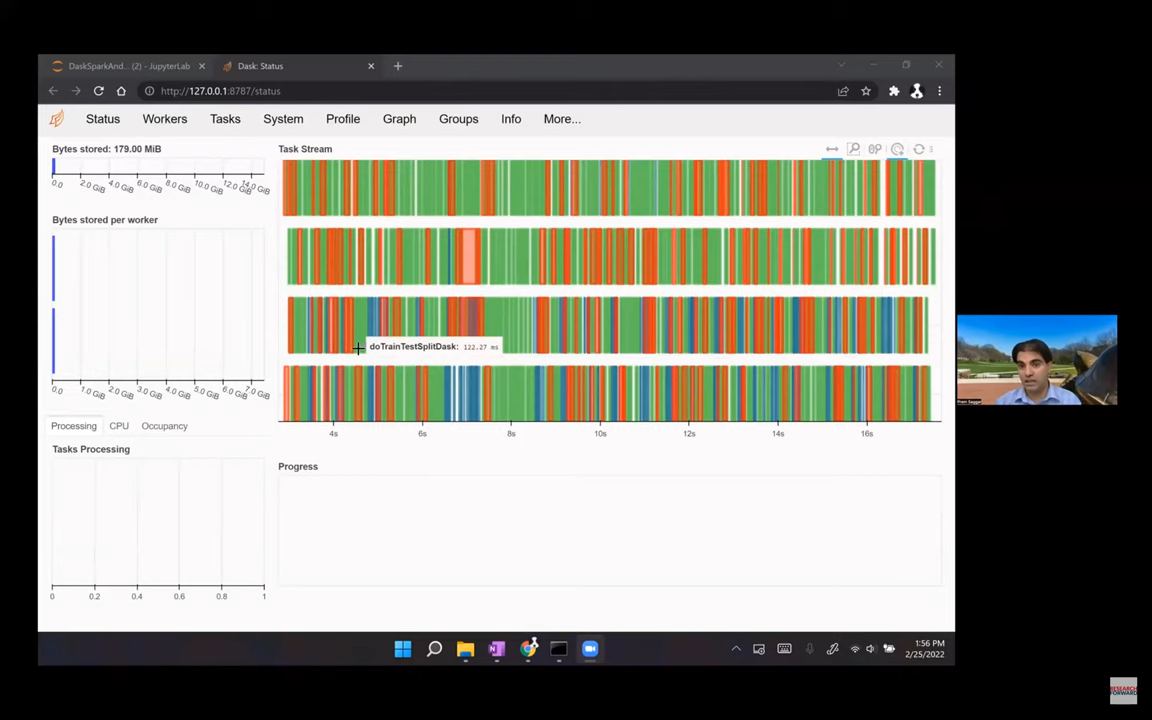 DaskSparkAnd... (2) - JupyterLab
Dask: Status
http://127.0.0.1:8787/status
Status Workers Tasks System Profile Graph Groups Info More...
Bytes stored: 179.00 MiB
0.0 2.0 GiB 4.0 GiB 6.0 GiB 8.0 GiB 10.0 GiB 12.0 GiB 14.0 GiB
Bytes stored per worker
0.0 1.0 GiB 2.0 GiB 3.0 GiB 4.0 GiB 5.0 GiB 6.0 GiB 7.0 GiB
Processing CPU Occupancy
Tasks Processing
0 0.2 0.4 0.6 0.8 1
Task Stream
doTrainTestSplitDask: 122.27 ms
4s 6s 8s 10s 12s 14s 16s
Progress
1:56 PM
2/25/2022
RESEARCH
FORWARD